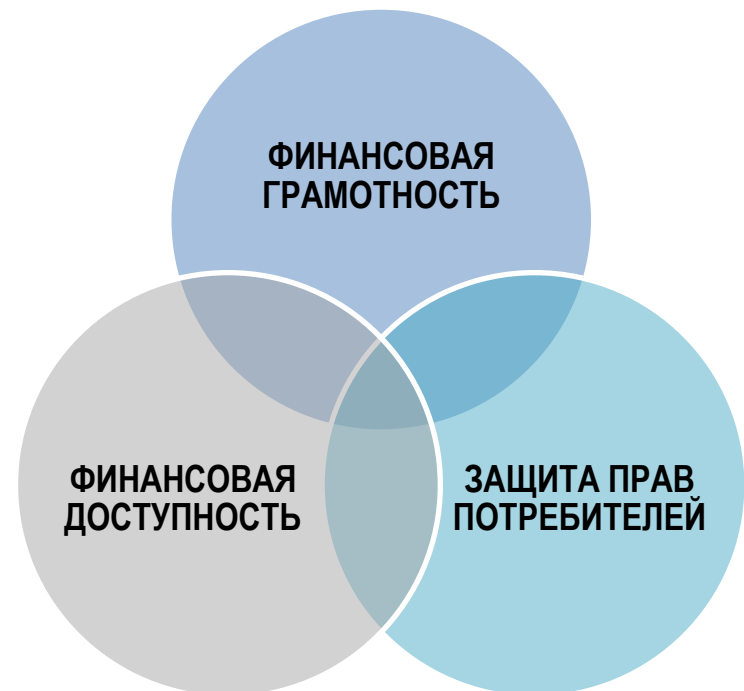 ФИНАНСОВАЯ
ГРАМОТНОСТЬ
ФИНАНСОВАЯ
ДОСТУПНОСТЬ
ЗАЩИТА ПРАВ
ПОТРЕБИТЕЛЕЙ